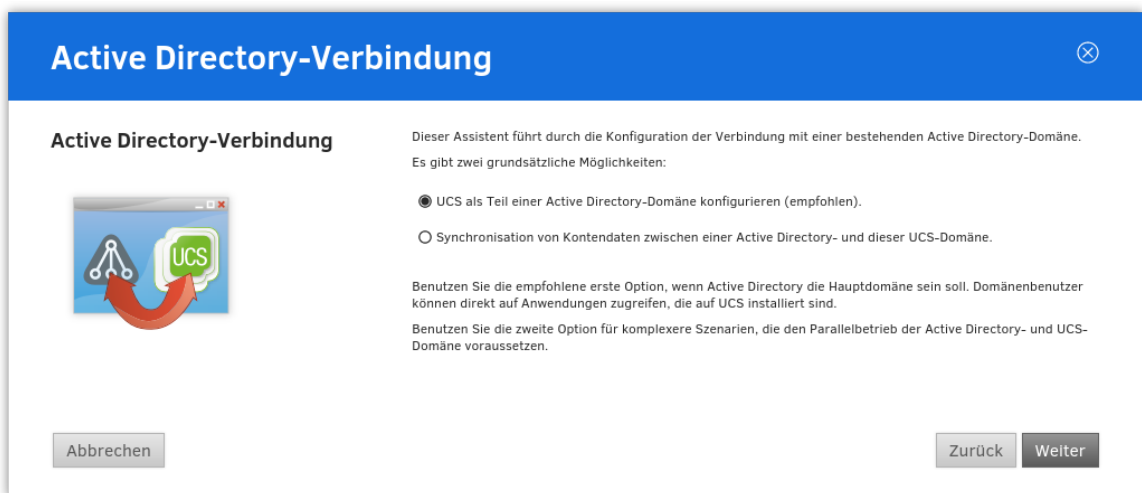 Active Directory-Verbindung
Active Directory-Verbindung
UCS
Dieser Assistent führt durch die Konfiguration der Verbindung mit einer bestehenden Active Directory-Domäne.
Es gibt zwei grundsätzliche Möglichkeiten:
UCS als Teil einer Active Directory-Domäne konfigurieren (empfohlen).
Synchronisation von Kontendaten zwischen einer Active Directory- und dieser UCS-Domäne.
Benutzen Sie die empfohlene erste Option, wenn Active Directory die Hauptdomäne sein soll. Domänenbenutzer
können direkt auf Anwendungen zugreifen, die auf UCS installiert sind.
Benutzen Sie die zweite Option für komplexere Szenarien, die den Parallelbetrieb der Active Directory- und UCS-
Domäne voraussetzen.
Abbrechen
Zurück
Weiter